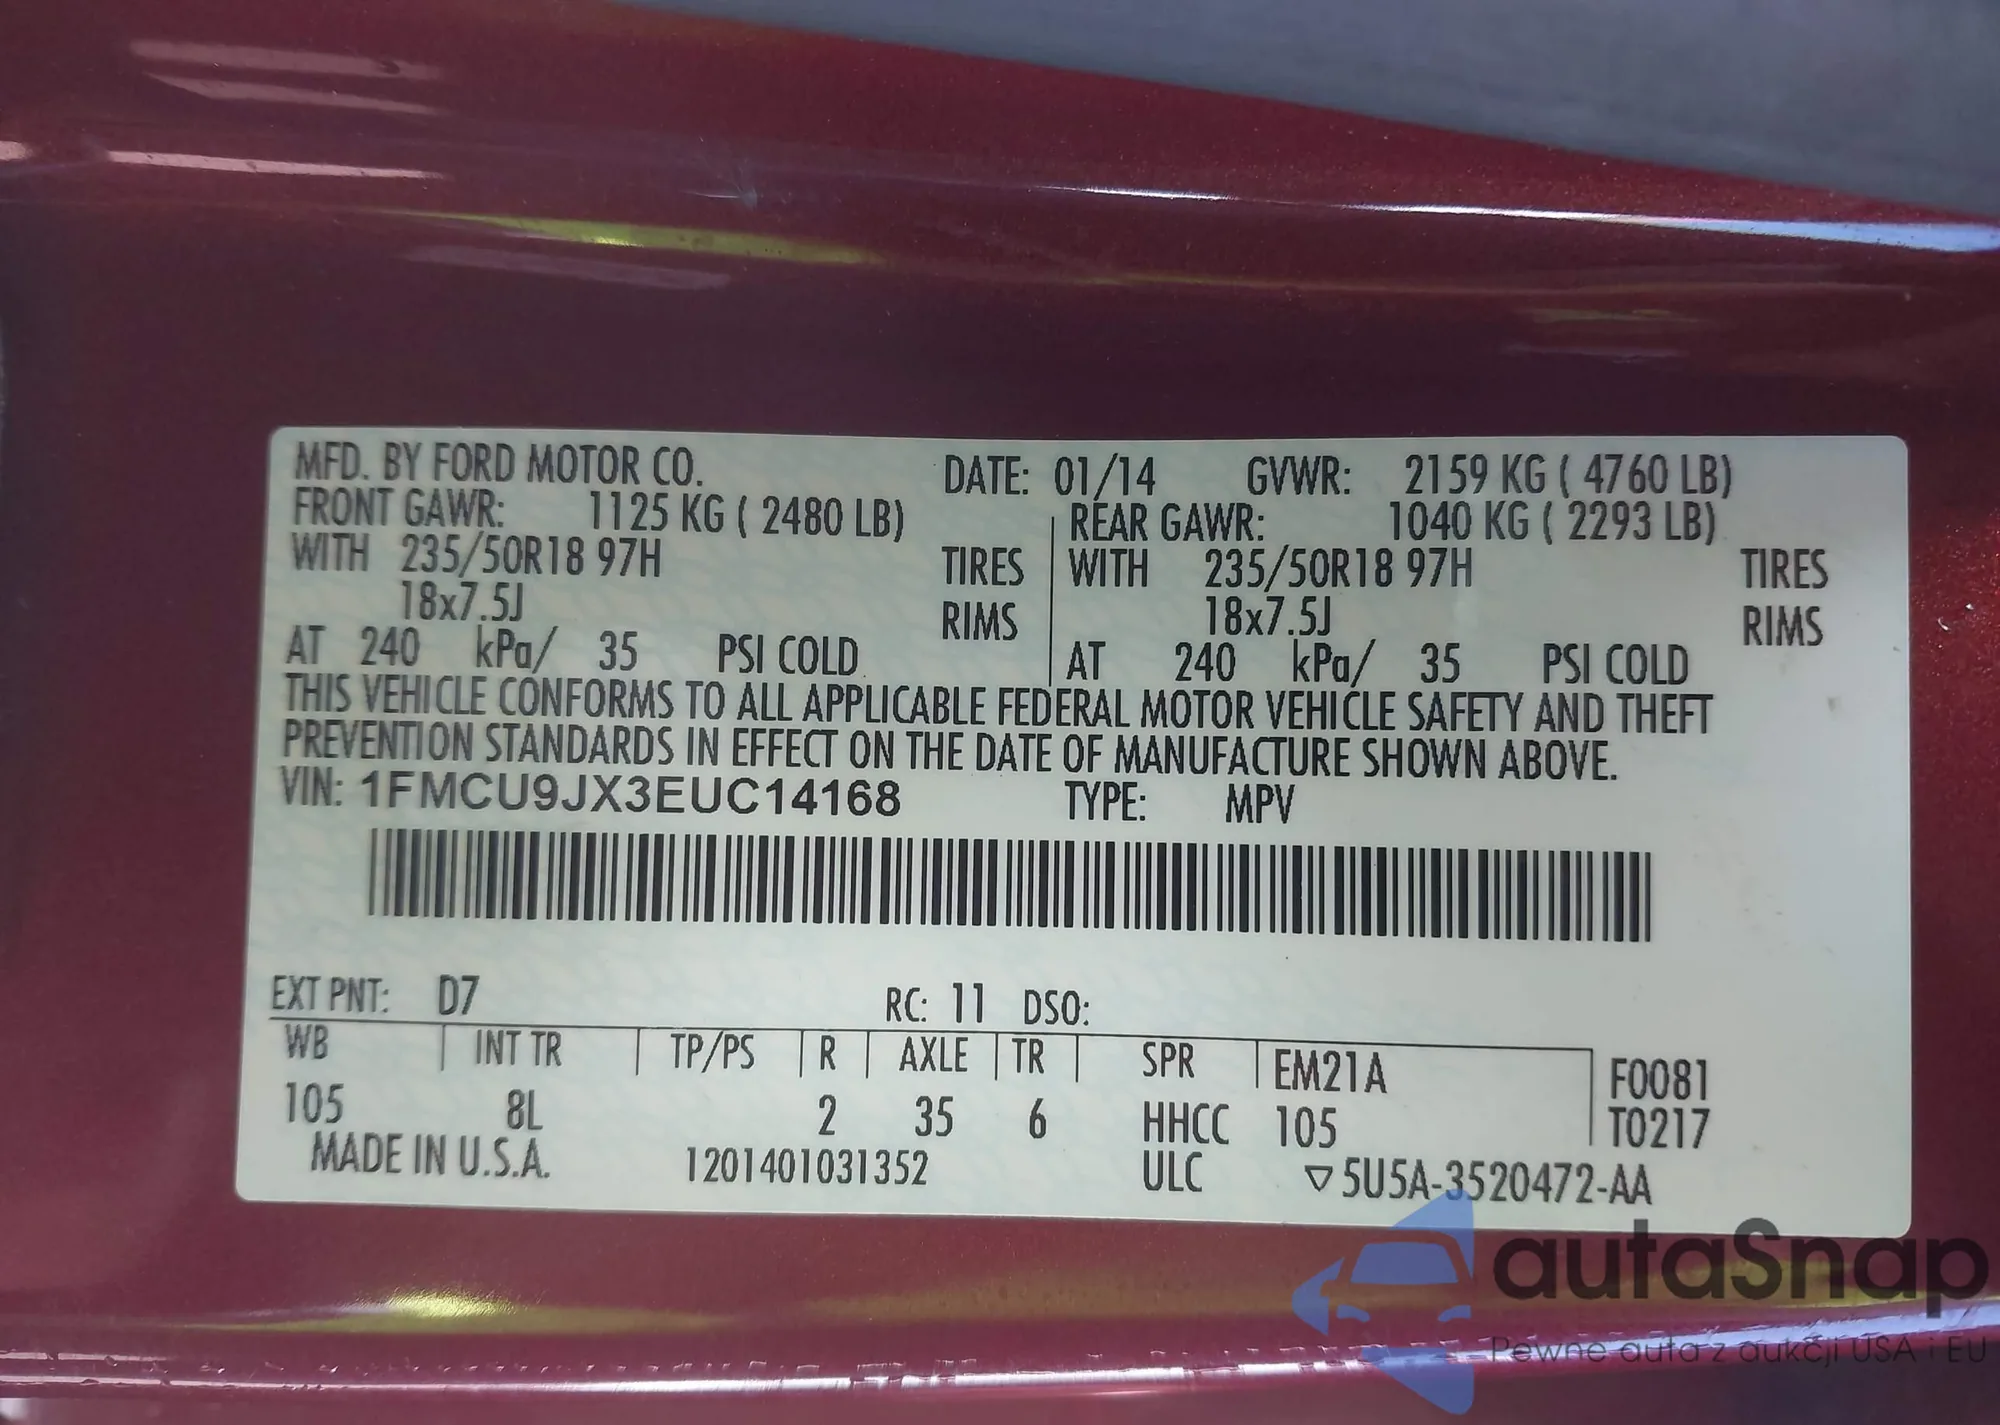 MFD. BY FORD MOTOR CO. DATE: 01/14 GVWR: 2159 KG ( 4760 LB)
FRONT GAWR: 1125 KG ( 2480 LB) REAR GAWR: 1040 KG ( 2293 LB)
WITH 235/50R18 97H TIRES WITH 235/50R18 97H TIRES
18x7.5J RIMS 18x7.5J RIMS
AT 240 kPa/ 35 PSI COLD AT 240 kPa/ 35 PSI COLD
THIS VEHICLE CONFORMS TO ALL APPLICABLE FEDERAL MOTOR VEHICLE SAFETY AND THEFT
PREVENTION STANDARDS IN EFFECT ON THE DATE OF MANUFACTURE SHOWN ABOVE.
VIN: 1FMCU9JX3EUC14168 TYPE: MPV
EXT PNT: D7 RC: 11 DSO:
WB INT TR TP/PS R AXLE TR SPR EM21A F0081
105 8L 2 35 6 HHCC 105 T0217
MADE IN U.S.A. 1201401031352 ULC ▽5U5A-3520472-AA
autaSnap
Pewne auta z aukcji USA i EU